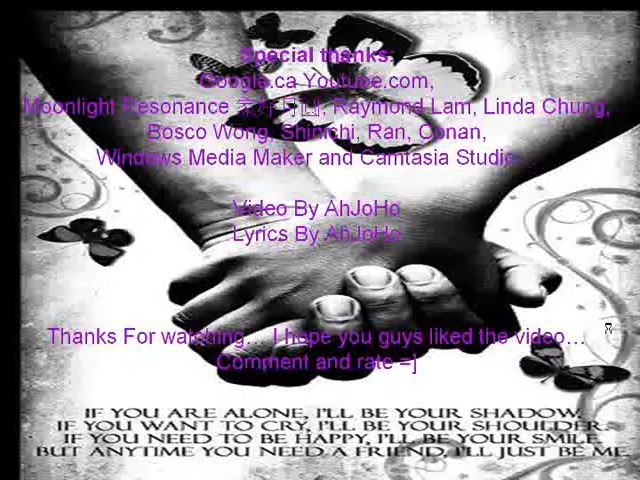 Special thanks:
Google.ca Youtube.com,
Moonlight Resonance 家好月圓, Raymond Lam, Linda Chung,
Bosco Wong, Shinichi, Ran, Conan,
Windows Media Maker and Camtasia Studio...
Video By AhJoHo
Lyrics By AhJoHo
Thanks For watching... I hope you guys liked the video...
Comment and rate =]
IF YOU ARE ALONE, I'LL BE YOUR SHADOW.
IF YOU WANT TO CRY, I'LL BE YOUR SHOULDER.
IF YOU NEED TO BE HAPPY, I'LL BE YOUR SMILE.
BUT ANYTIME YOU NEED A FRIEND, I'LL JUST BE ME.